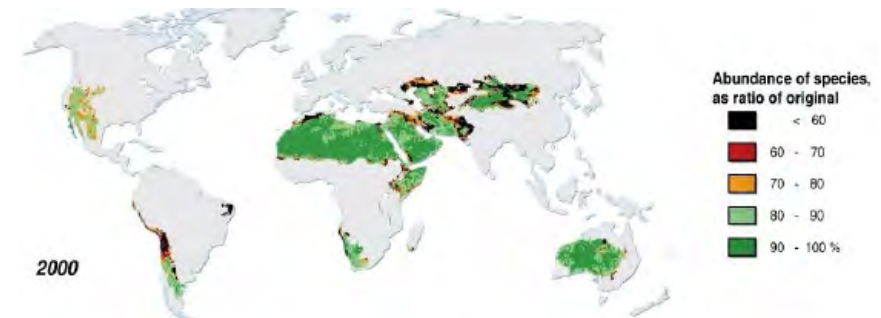 Abundance of species,
as ratio of original
< 60
60 - 70
70 - 80
80 - 90
90 - 100 %
2000